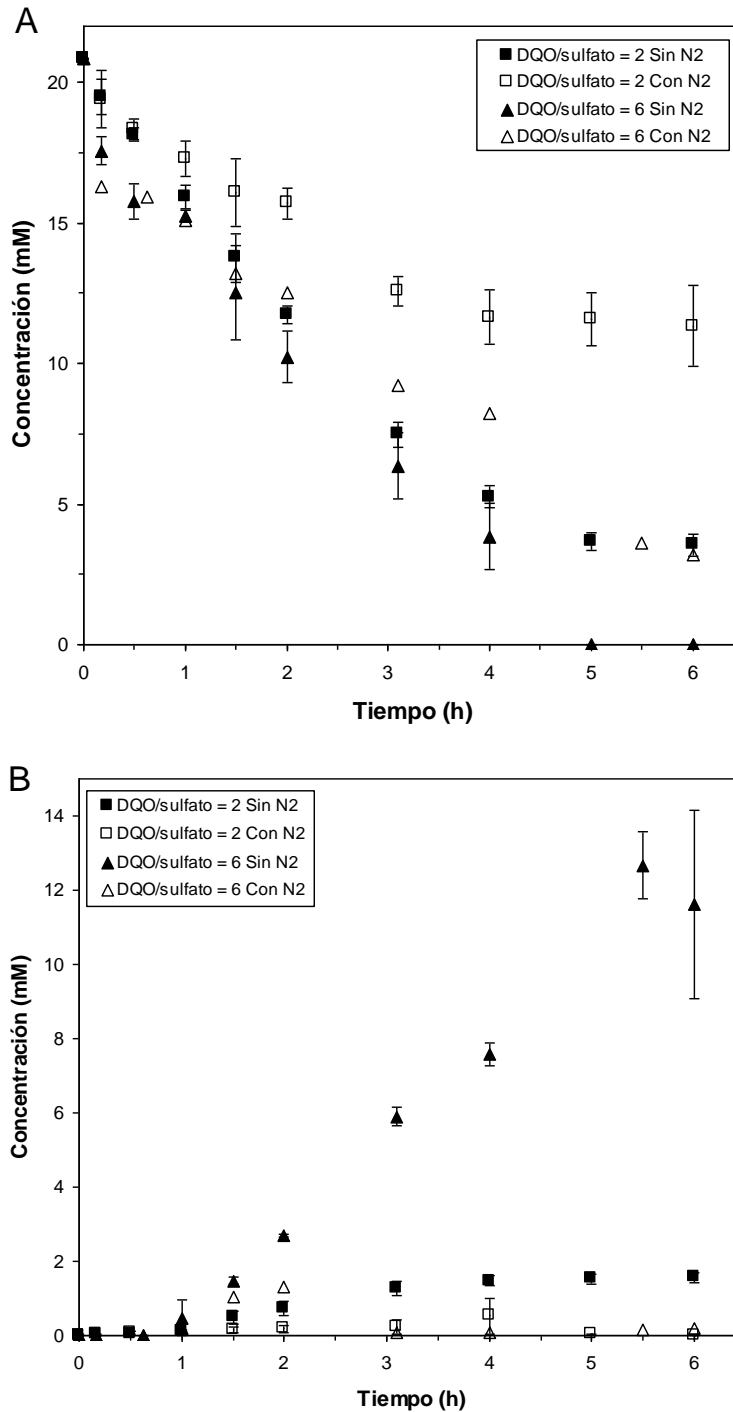 A
DQO/sulfato = 2 Sin N2
DQO/sulfato = 2 Con N2
DQO/sulfato = 6 Sin N2
DQO/sulfato = 6 Con N2
Concentración (mM)
20
15
10
5
0
0 1 2 3 4 5 6
Tiempo (h)
B
DQO/sulfato = 2 Sin N2
DQO/sulfato = 2 Con N2
DQO/sulfato = 6 Sin N2
DQO/sulfato = 6 Con N2
Concentración (mM)
14
12
10
8
6
4
2
0
0 1 2 3 4 5 6
Tiempo (h)